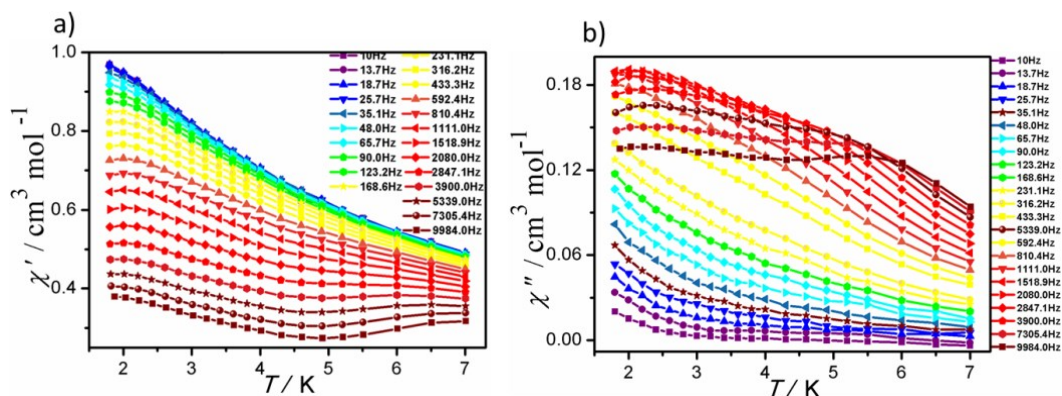 a)
χ' / cm³ mol⁻¹
1.0
0.8
0.6
0.4
10Hz
13.7Hz
18.7Hz
25.7Hz
35.1Hz
48.0Hz
65.7Hz
90.0Hz
123.2Hz
168.6Hz
231.1Hz
316.2Hz
433.3Hz
592.4Hz
810.4Hz
1111.0Hz
1518.9Hz
2080.0Hz
2847.1Hz
3900.0Hz
5339.0Hz
7305.4Hz
9984.0Hz
2 3 4 5 6 7
T / K
b)
χ'' / cm³ mol⁻¹
0.18
0.12
0.06
0.00
10Hz
13.7Hz
18.7Hz
25.7Hz
35.1Hz
48.0Hz
65.7Hz
90.0Hz
123.2Hz
168.6Hz
231.1Hz
316.2Hz
433.3Hz
5339.0Hz
592.4Hz
810.4Hz
1111.0Hz
1518.9Hz
2080.0Hz
2847.1Hz
3900.0Hz
7305.4Hz
9984.0Hz
2 3 4 5 6 7
T / K